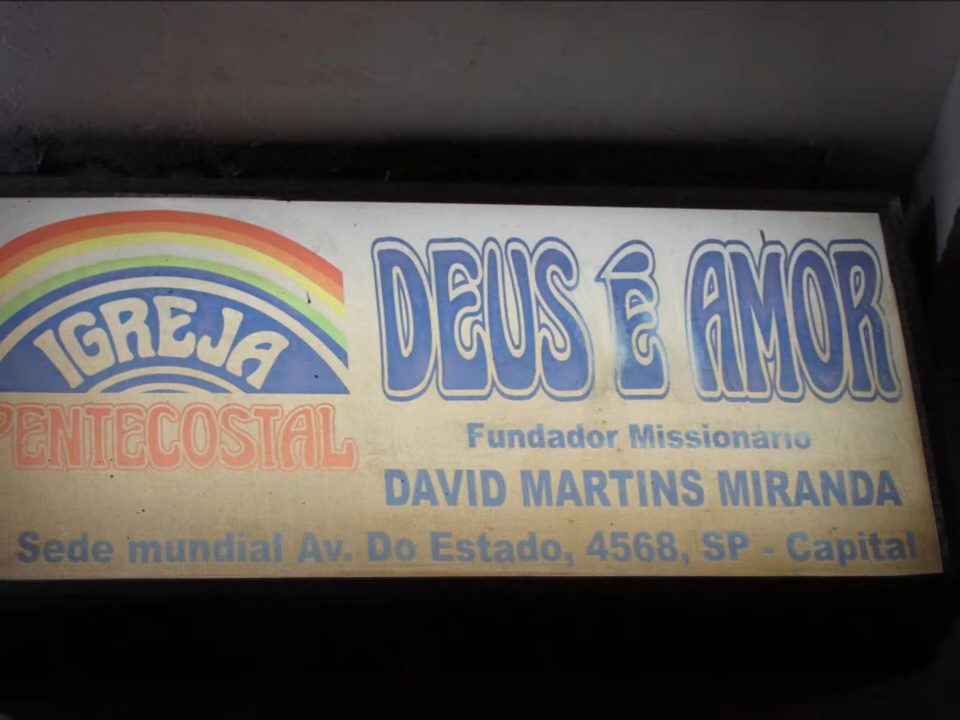 IGREJA
PENTECOSTAL
DEUS É AMOR
Fundador Missionário
DAVID MARTINS MIRANDA
Sede mundial Av. Do Estado, 4568, SP - Capital